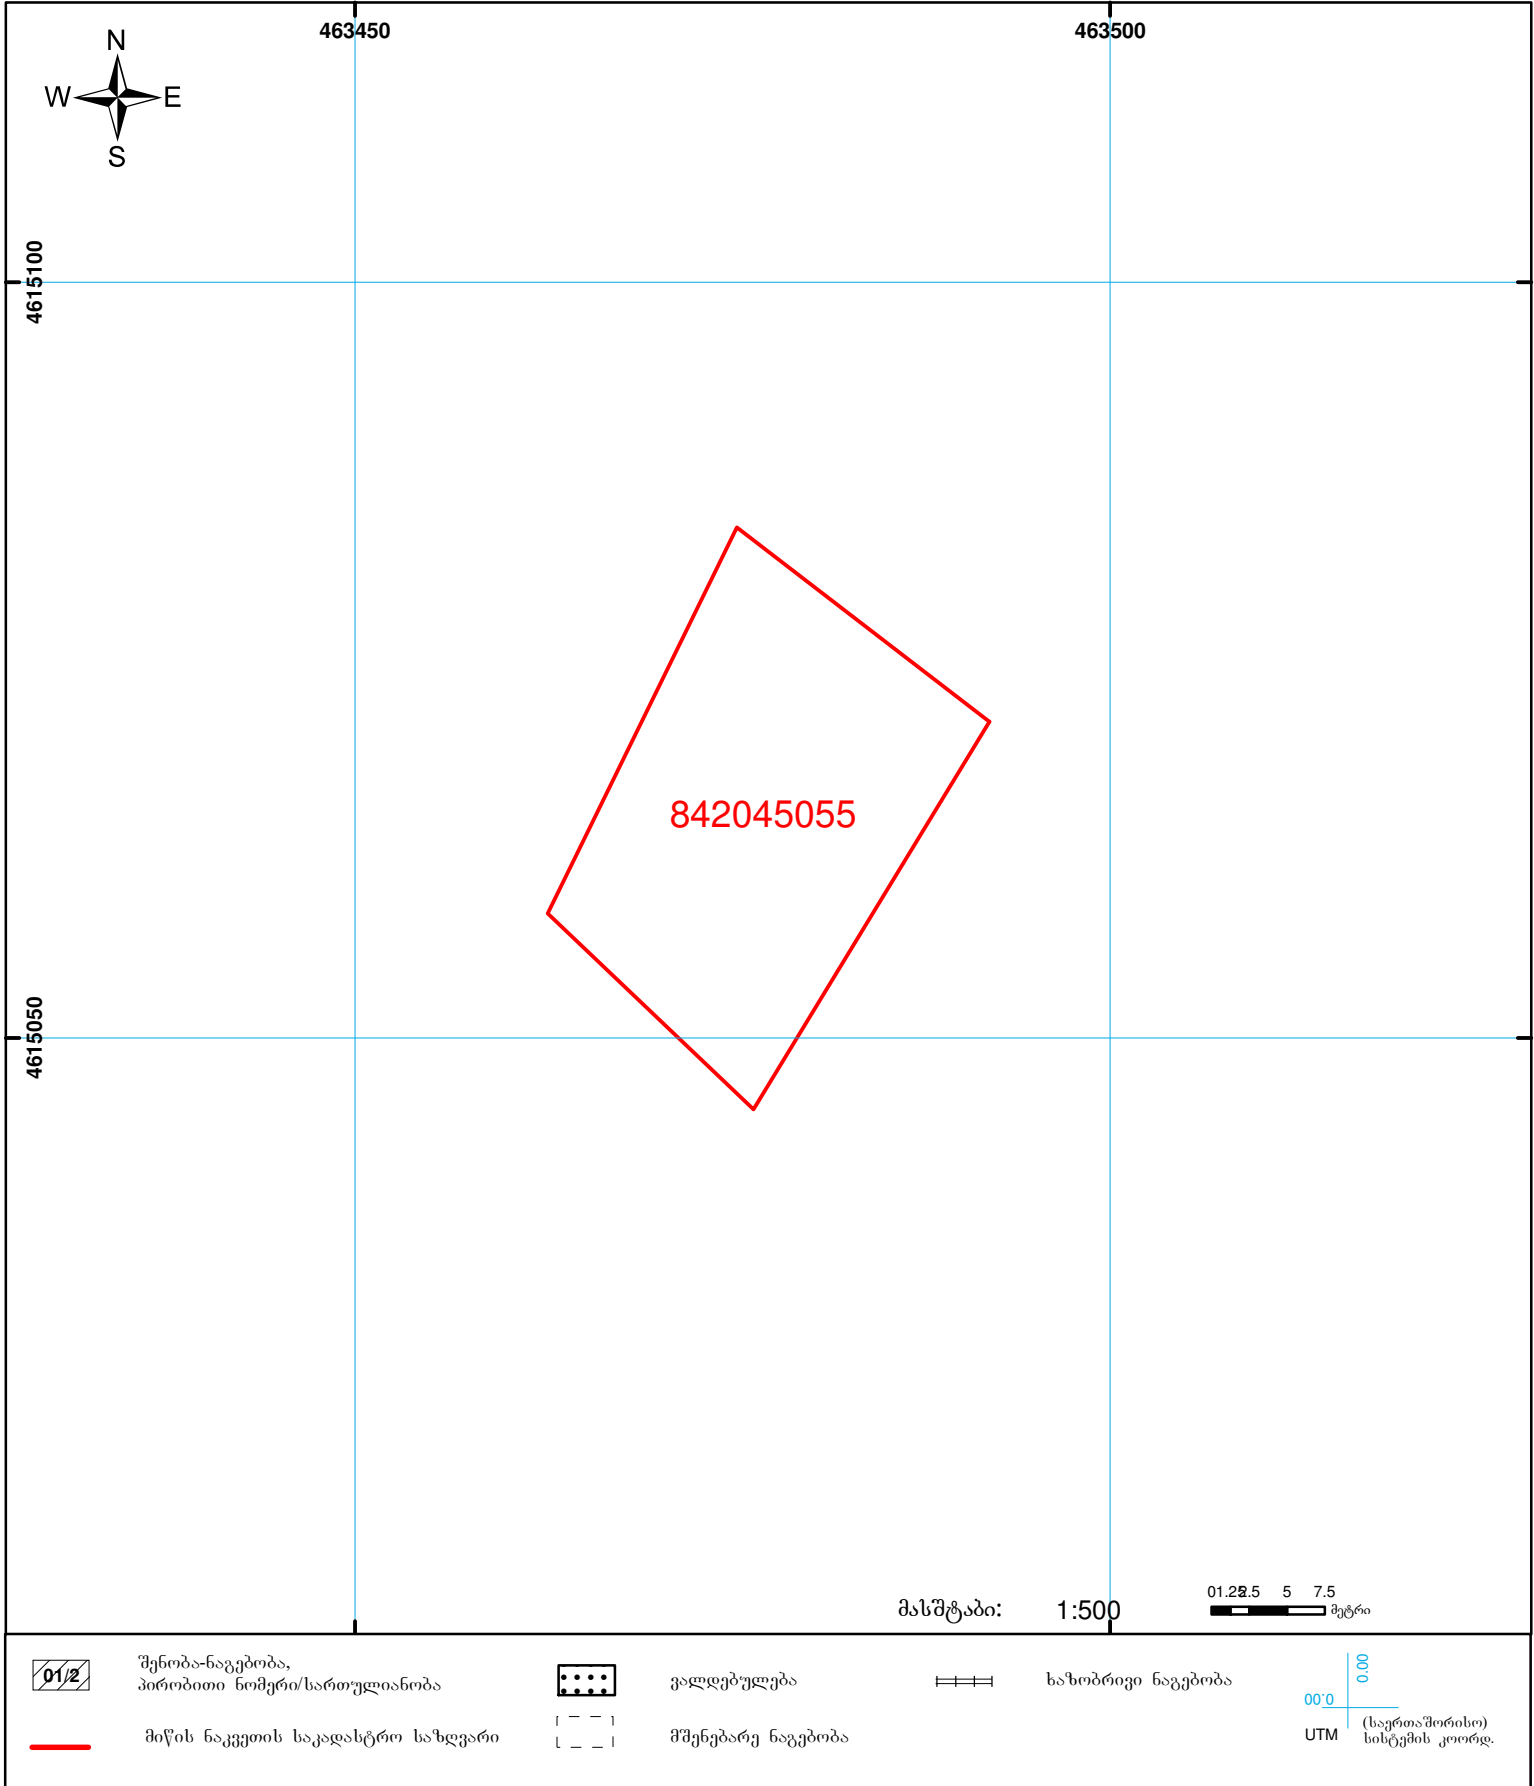 463450 463500
N
W E
S
4615100
842045055
4615050
მასშტაბი: 1:500
01.252.5 5 7.5
მეტრი
01/2
შენობა-ნაგებობა,
პირობითი ნომერი/სართულიანობა
ვალდებულება
ხაზობრივი ნაგებობა
მიწის ნაკვეთის საკადასტრო საზღვარი
მშენებარე ნაგებობა
0.00
00.0
UTM
(საერთაშორისო)
სისტემის კოორდ.